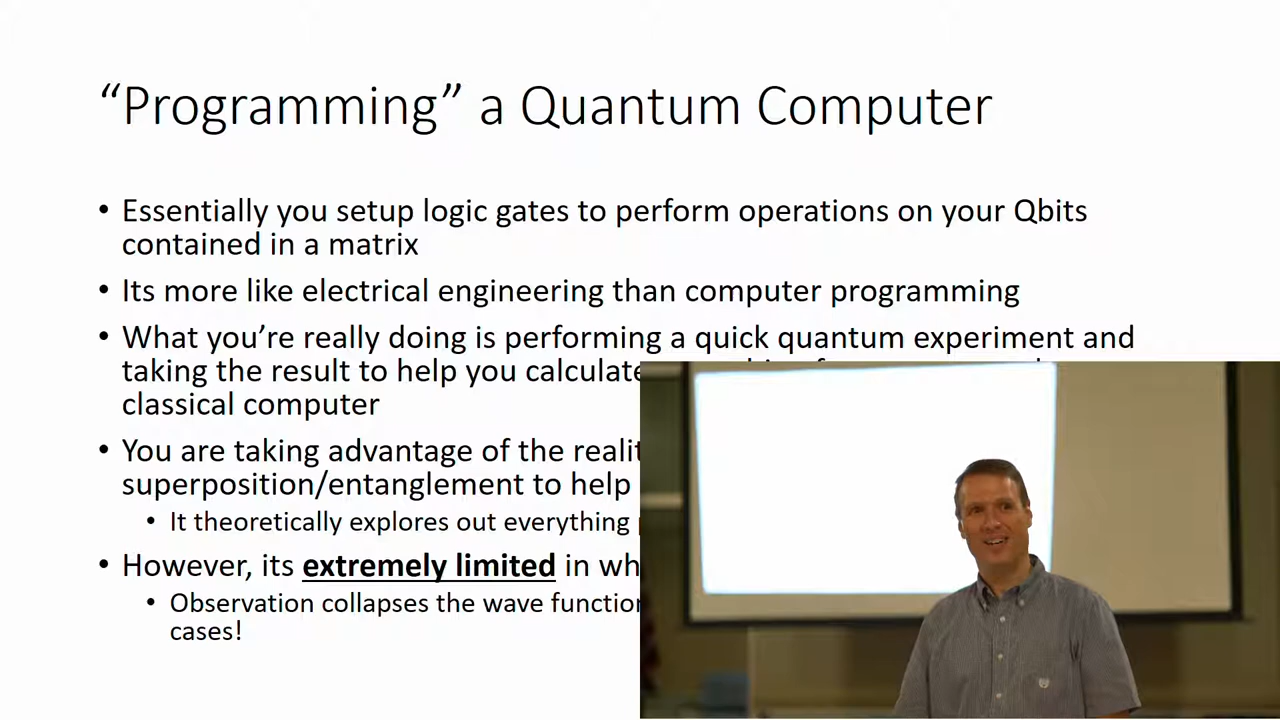 “Programming” a Quantum Computer
• Essentially you setup logic gates to perform operations on your Qbits
contained in a matrix
• Its more like electrical engineering than computer programming
• What you’re really doing is performing a quick quantum experiment and
taking the result to help you calculate
classical computer
• You are taking advantage of the
superposition/entanglement to help
• It theoretically explores out everything
• However, its extremely limited in
• Observation collapses the wave
cases!